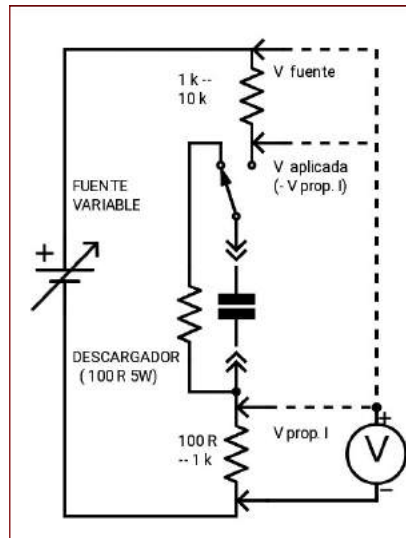 1 k --
10 k
V fuente
V aplicada
(- V prop. I)
FUENTE
VARIABLE
+
DESCARGADOR
( 100 R 5W)
100 R
-- 1 k
V prop. I
+
V
−